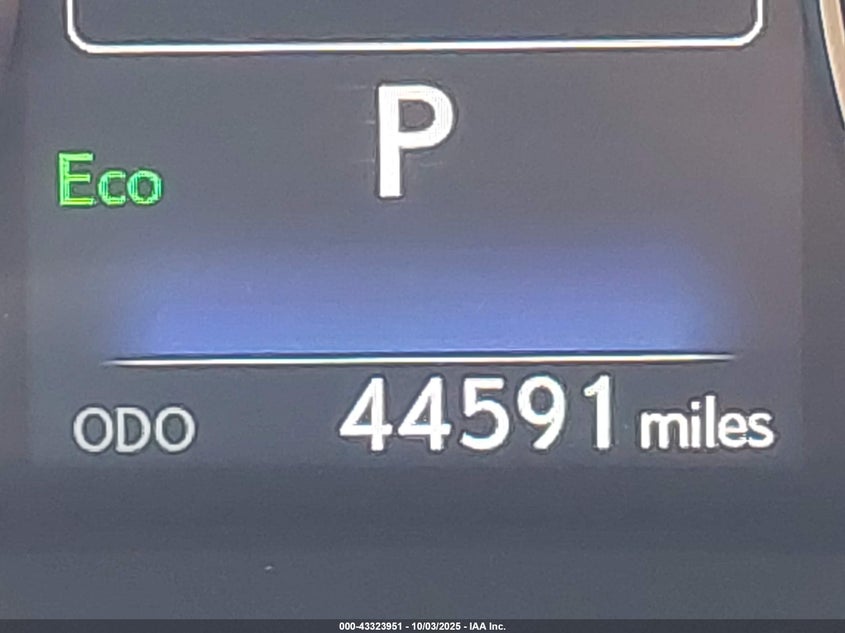 P
Eco
ODO 44591 miles
000-43323951 - 10/03/2025 - IAA Inc.